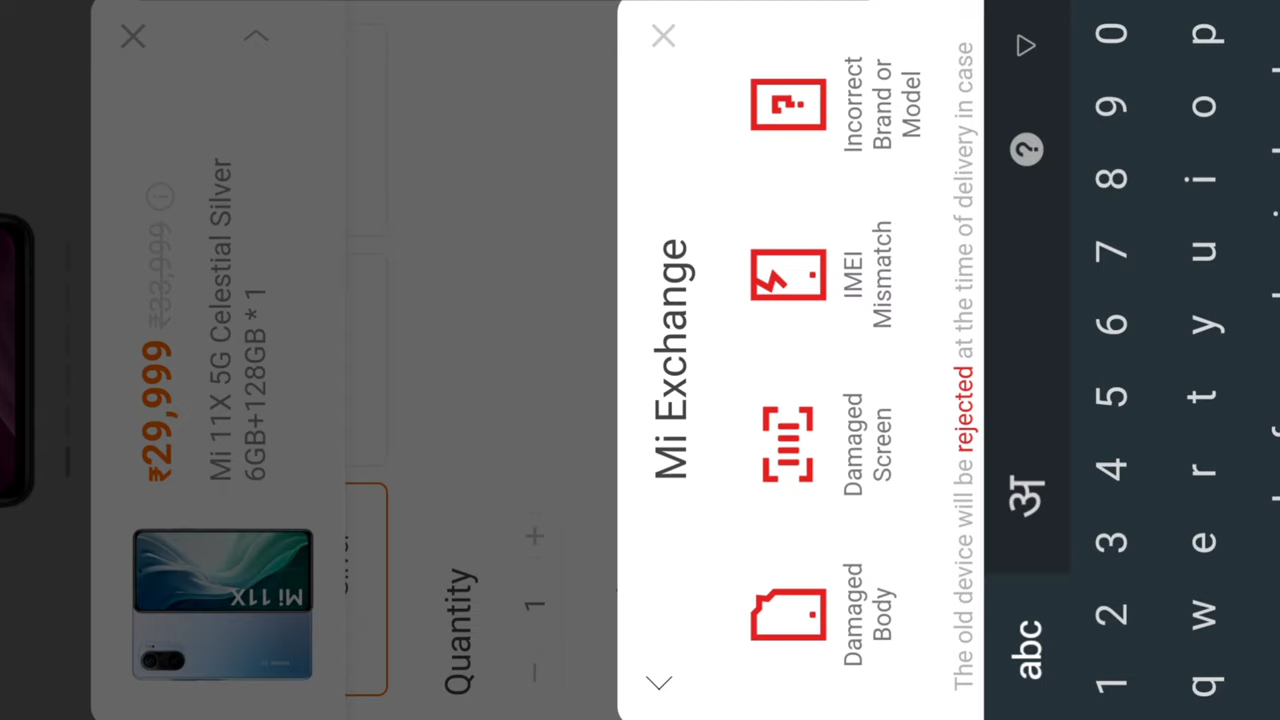 ₹29,999 ₹34,999
Mi 11X 5G Celestial Silver
6GB+128GB * 1
Mi 11X
Quantity
1
Mi Exchange
Damaged
Body
Damaged
Screen
IMEI
Mismatch
Incorrect
Brand or
Model
The old device will be rejected at the time of delivery in case
abc अ
1 2 3 4 5 6 7 8 9 0
q w e r t y u i o p